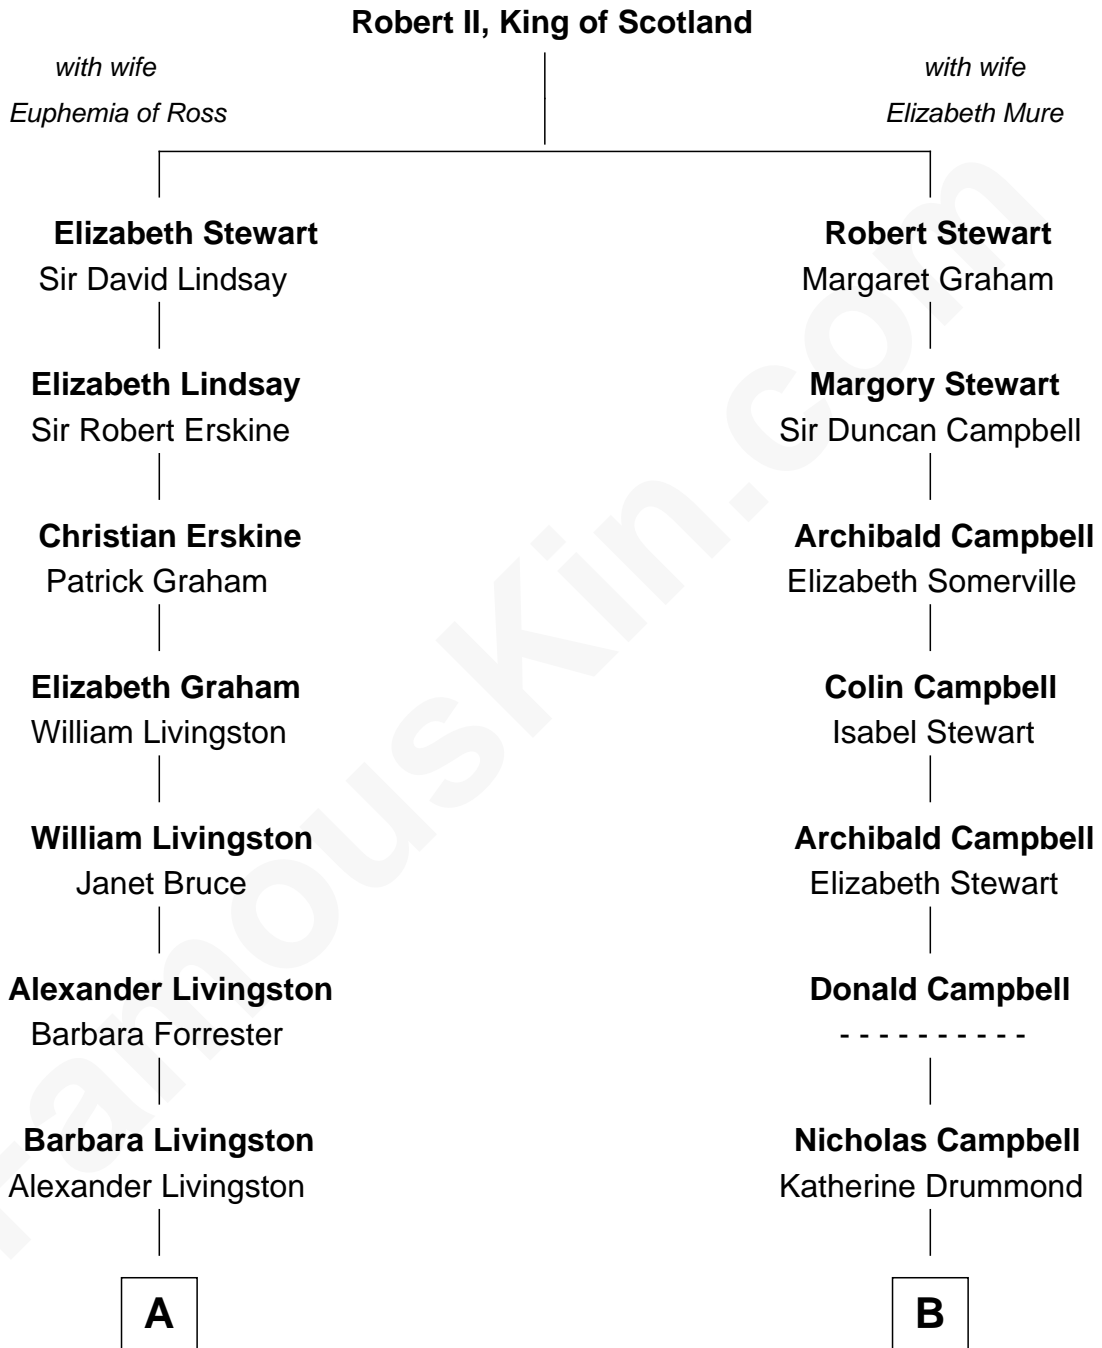 Robert II, King of Scotland
with wife
Euphemia of Ross
with wife
Elizabeth Mure
Elizabeth Stewart
Sir David Lindsay
Robert Stewart
Margaret Graham
Elizabeth Lindsay
Sir Robert Erskine
Margory Stewart
Sir Duncan Campbell
Christian Erskine
Patrick Graham
Archibald Campbell
Elizabeth Somerville
Elizabeth Graham
William Livingston
Colin Campbell
Isabel Stewart
William Livingston
Janet Bruce
Archibald Campbell
Elizabeth Stewart
Alexander Livingston
Barbara Forrester
Donald Campbell
- - - - - - - - - -
Barbara Livingston
Alexander Livingston
Nicholas Campbell
Katherine Drummond
A
B
FamousKin.com